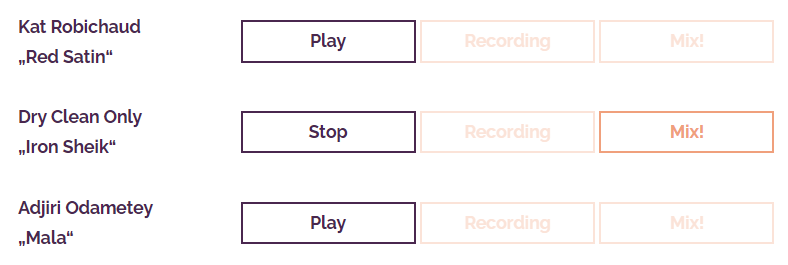 Kat Robichaud
„Red Satin“
Play Recording Mix!
Dry Clean Only
„Iron Sheik“
Stop Recording Mix!
Adjiri Odametey
„Mala“
Play Recording Mix!